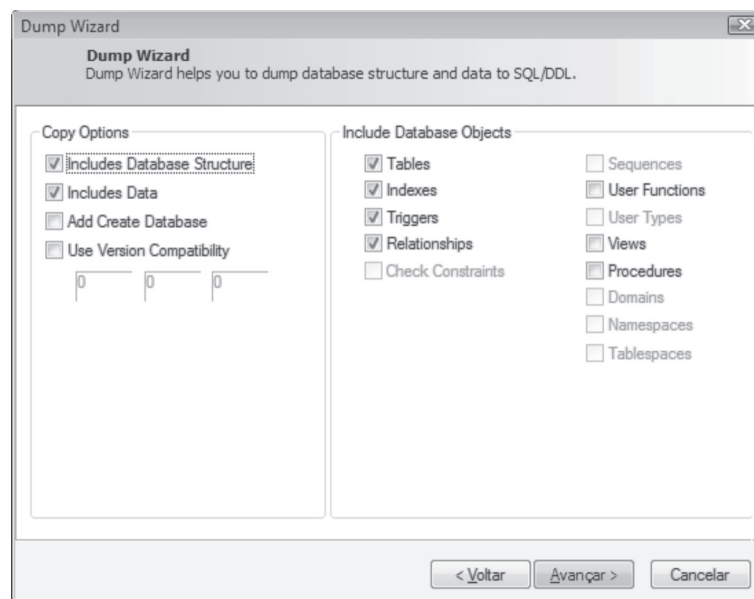 Dump Wizard
Dump Wizard
Dump Wizard helps you to dump database structure and data to SQL/DDL.
Copy Options
Includes Database Structure
Includes Data
Add Create Database
Use Version Compatibility
0 0 0
Include Database Objects
Tables
Indexes
Triggers
Relationships
Check Constraints
Sequences
User Functions
User Types
Views
Procedures
Domains
Namespaces
Tablespaces
< Voltar Avançar > Cancelar